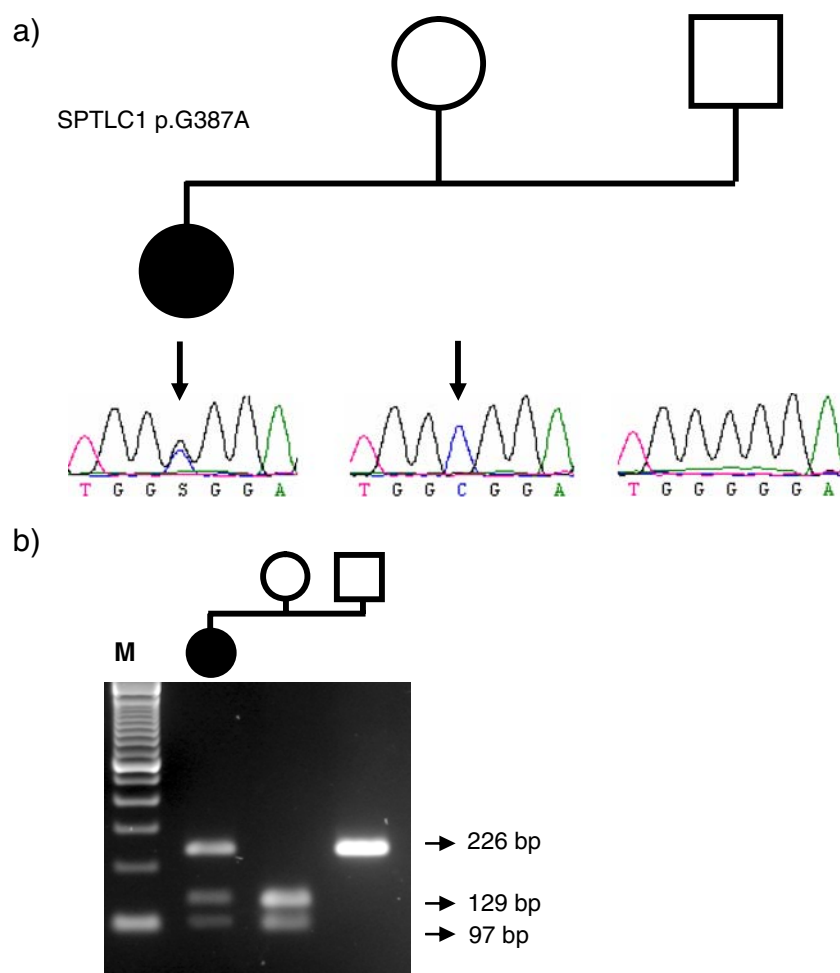 a)
SPTLC1 p.G387A
T G G S G G A
T G G C G G A
T G G G G G A
b)
M
226 bp
129 bp
97 bp